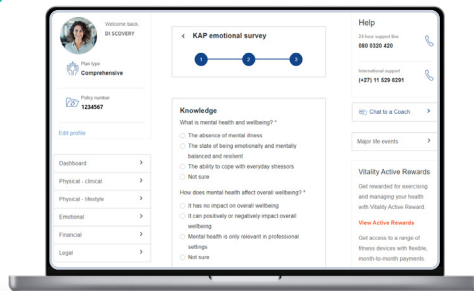 Welcome back,
DI SCOVERY
Plan type
Comprehensive
Policy number
1234567
Edit profile
Dashboard
Physical - clinical
Physical - lifestyle
Emotional
Financial
Legal
KAP emotional survey
1
2
3
Knowledge
What is mental health and wellbeing? *
The absence of mental illness
The state of being emotionally and mentally
balanced and resilient
The ability to cope with everyday stressors
Not sure
How does mental health affect overall wellbeing? *
It has no impact on overall wellbeing
It can positively or negatively impact overall
wellbeing
Mental health is only relevant in professional
settings
Not sure
Help
24-hour support line
080 0320 420
International support
(+27) 11 529 6291
Chat to a Coach
Major life events
Vitality Active Rewards
Get rewarded for exercising
and managing your health
with Vitality Active Reward.
View Active Rewards
Get access to a range of
fitness devices with flexible,
month-to-month payments.